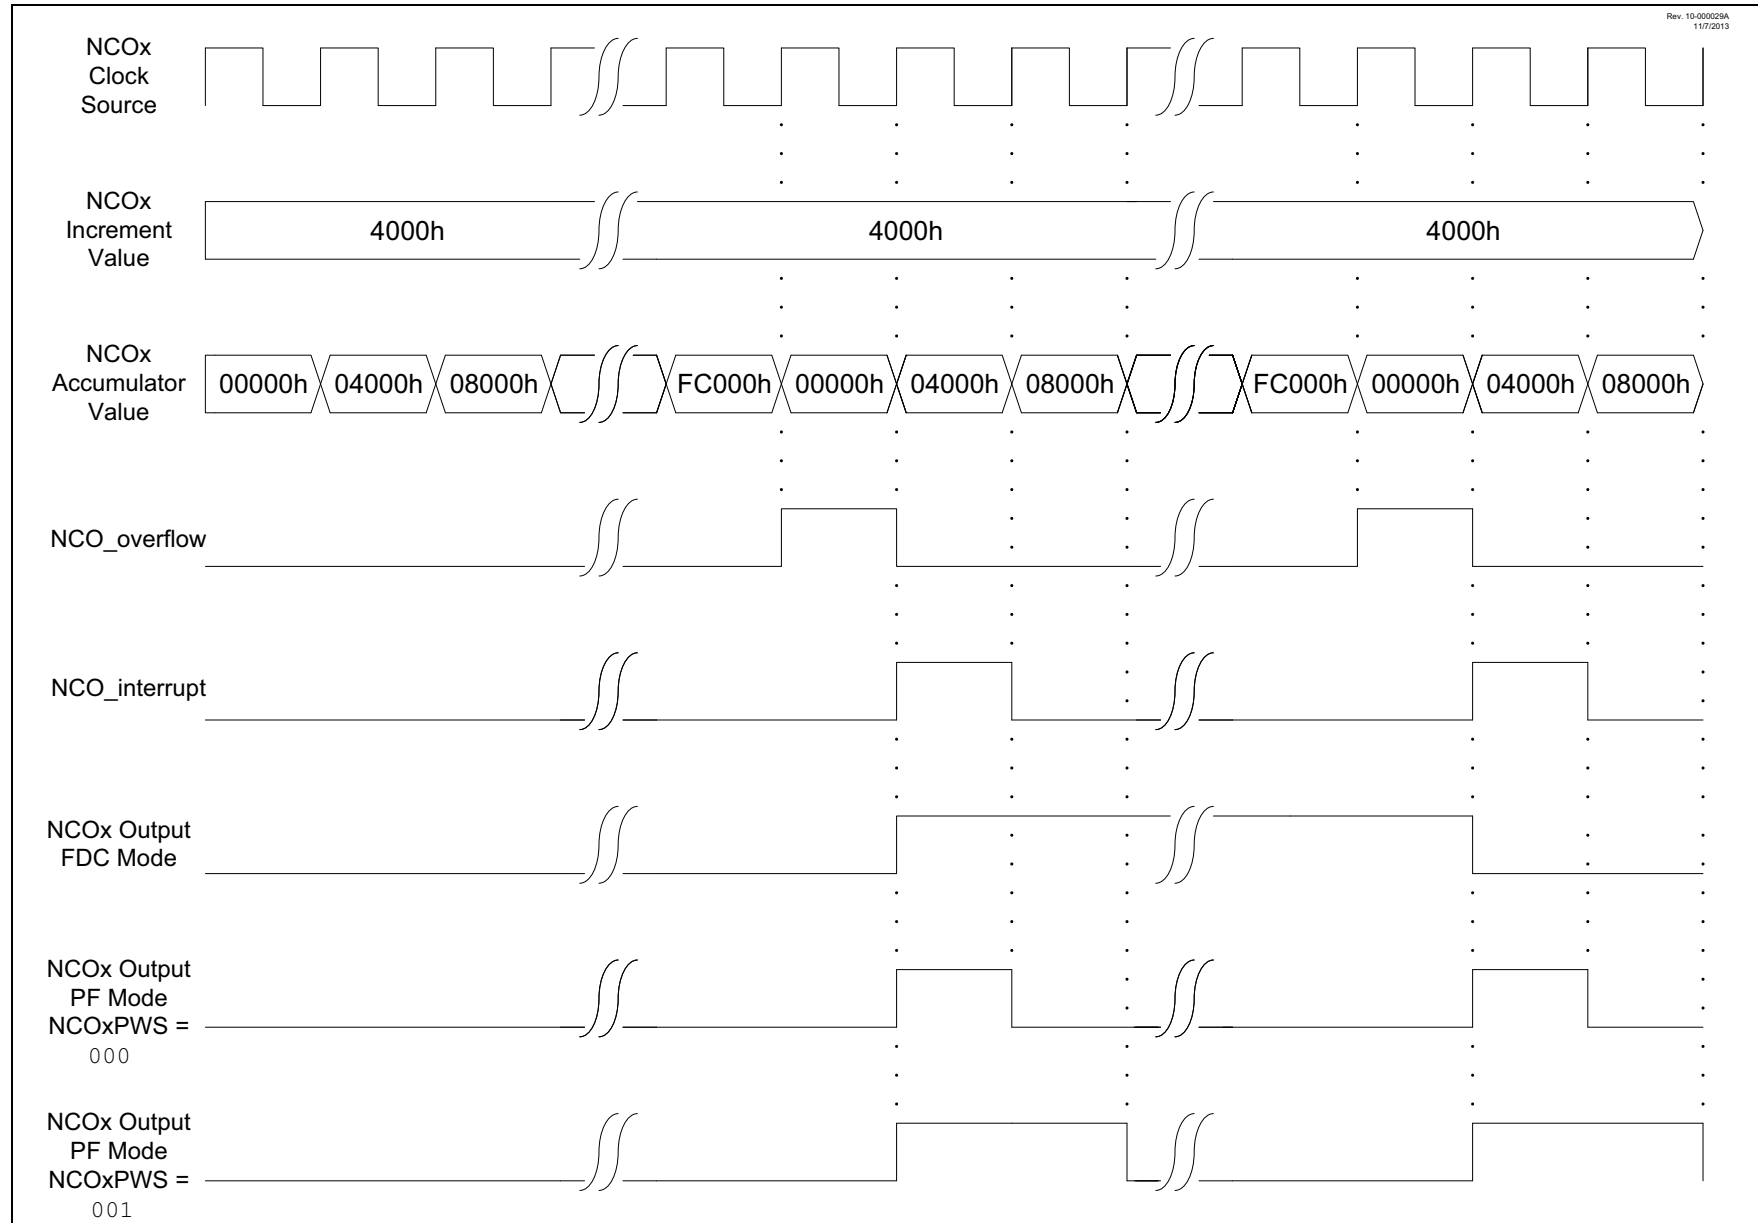 Rev. 10-000029A
11/7/2013
NCOx
Clock
Source
NCOx
Increment
Value
4000h
4000h
4000h
NCOx
Accumulator
Value
00000h
04000h
08000h
FC000h
00000h
04000h
08000h
FC000h
00000h
04000h
08000h
NCO_overflow
NCO_interrupt
NCOx Output
FDC Mode
NCOx Output
PF Mode
NCOxPWS =
000
NCOx Output
PF Mode
NCOxPWS =
001